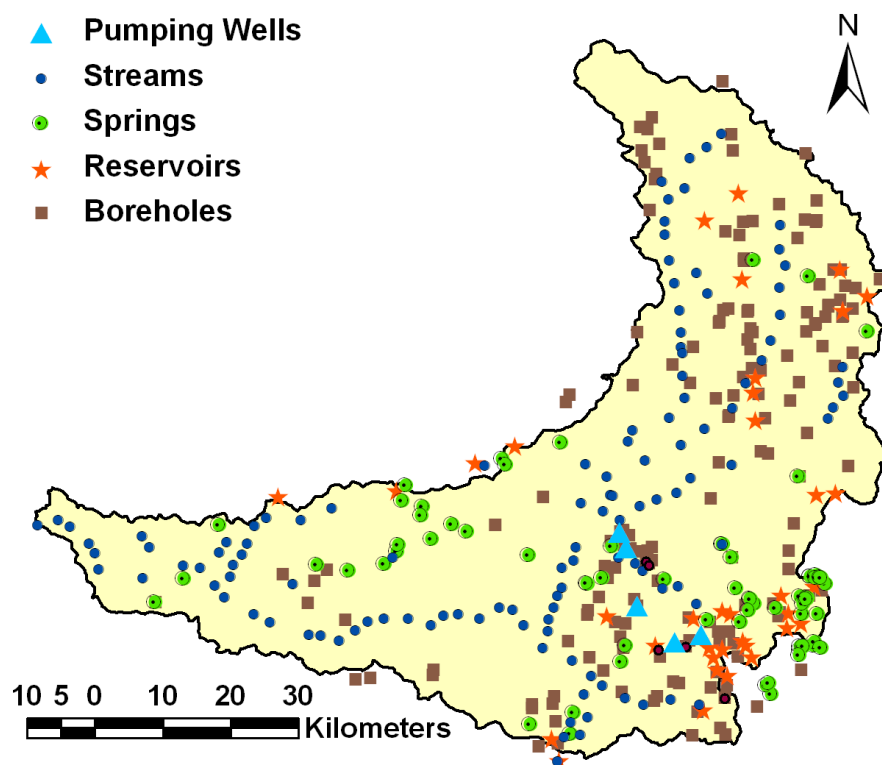 Pumping Wells
Streams
Springs
Reservoirs
Boreholes
N
10 5 0 10 20 30
Kilometers